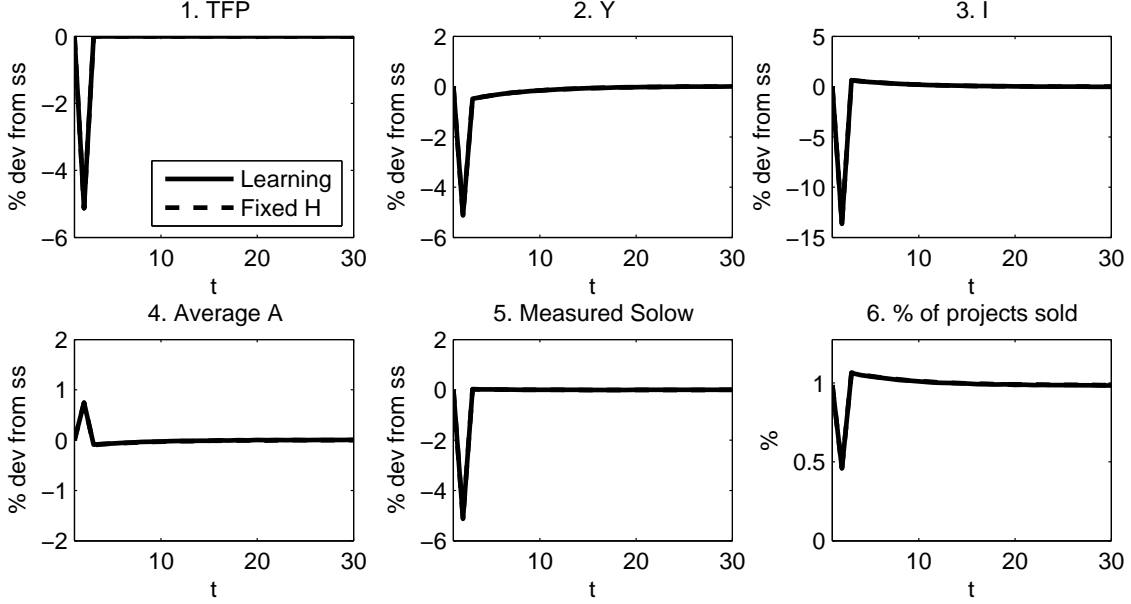 1. TFP
% dev from ss
0
−2
−4
−6
10
20
30
t
Learning
Fixed H
2. Y
% dev from ss
2
0
−2
−4
−6
10
20
30
t
3. I
% dev from ss
5
0
−5
−10
−15
10
20
30
t
4. Average A
% dev from ss
2
1
0
−1
−2
10
20
30
t
5. Measured Solow
% dev from ss
2
0
−2
−4
−6
10
20
30
t
6. % of projects sold
%
1
0.5
0
10
20
30
t